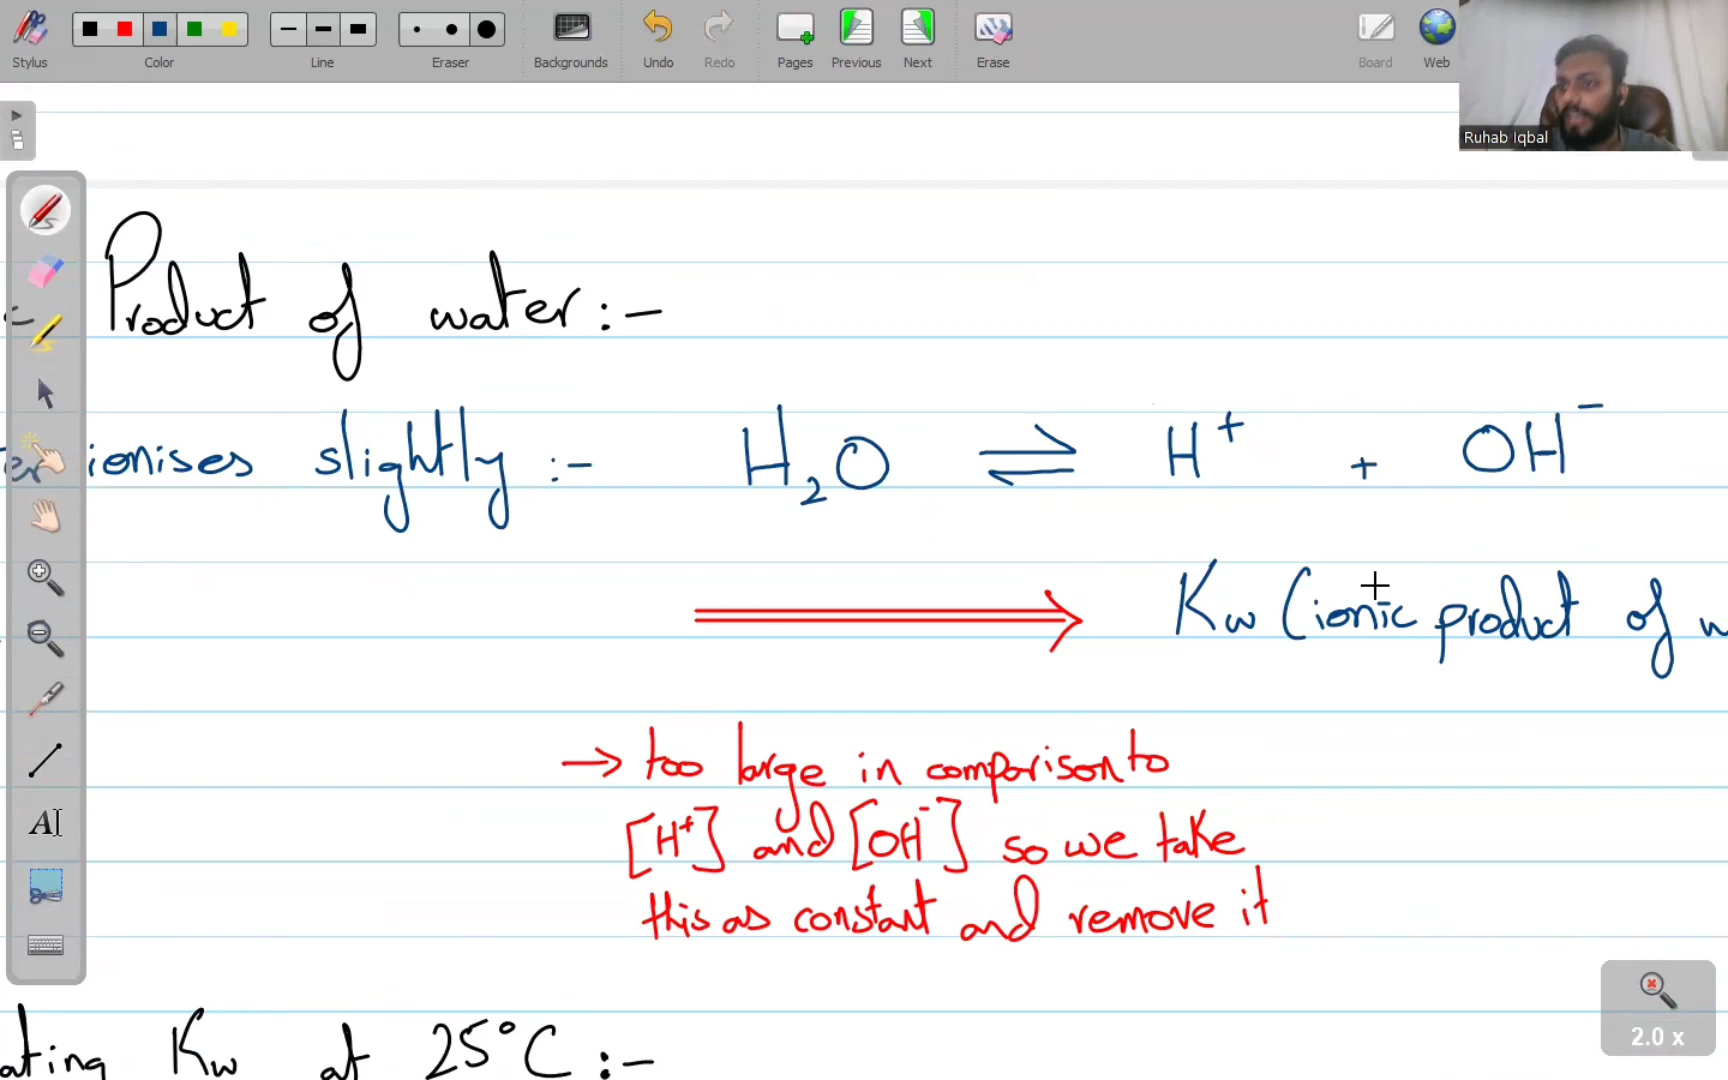 Stylus
Color
Line
Eraser
Backgrounds
Undo
Redo
Pages
Previous
Next
Erase
Board
Web
Ruhab Iqbal
Product of water:-
ionises slightly:- H₂O ⇌ H⁺ + OH⁻
Kw (ionic product of w
→ too large in comparison to
[H⁺] and [OH⁻] so we take
this as constant and remove it
ating Kw at 25°C:-
2.0 x